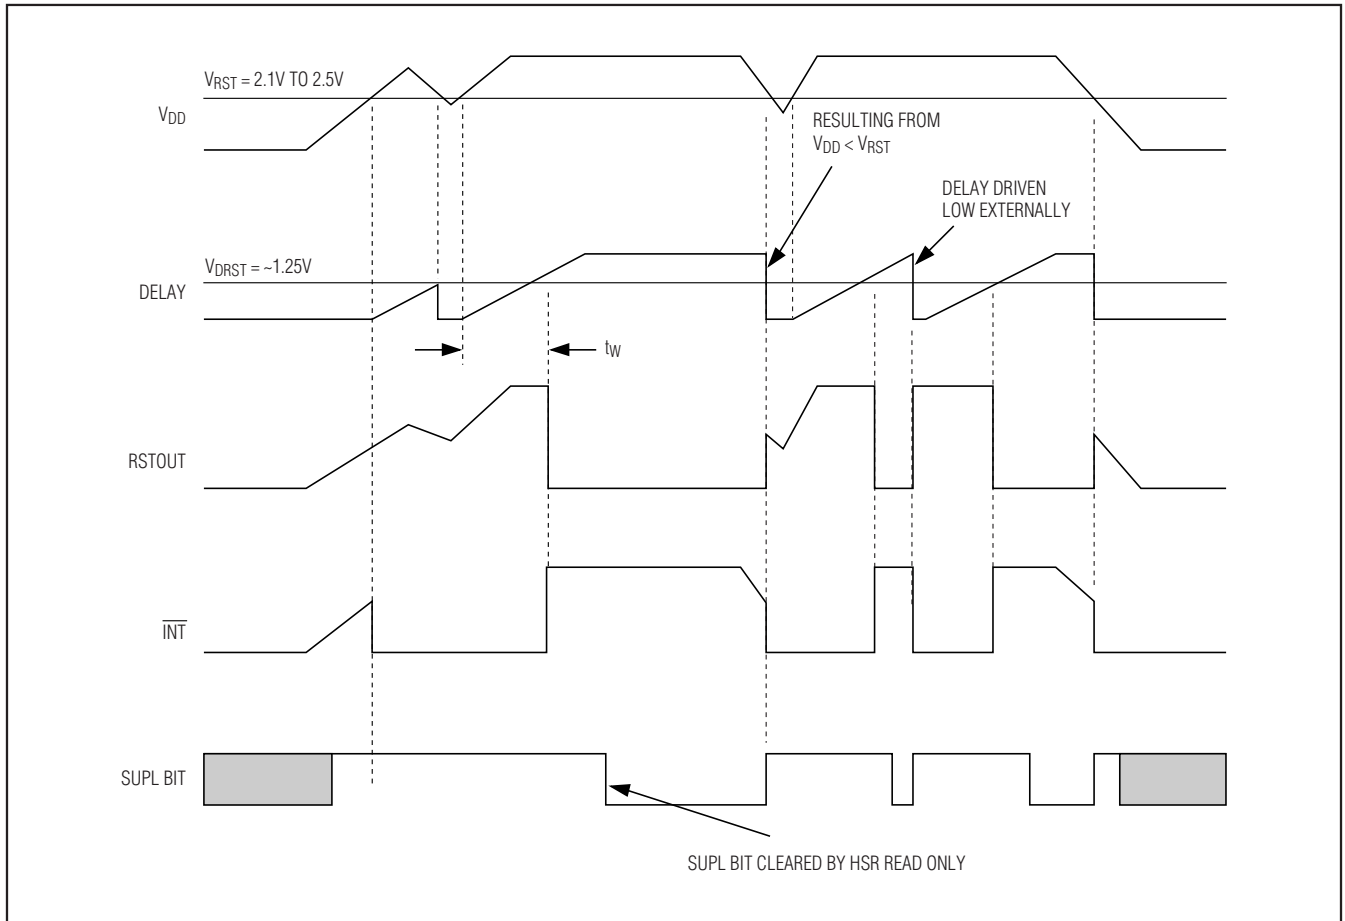 VRST = 2.1V TO 2.5V
VDD
RESULTING FROM
VDD < VRST
DELAY DRIVEN
LOW EXTERNALLY
VDRST = ~1.25V
DELAY
tW
RSTOUT
INT
SUPL BIT
SUPL BIT CLEARED BY HSR READ ONLY